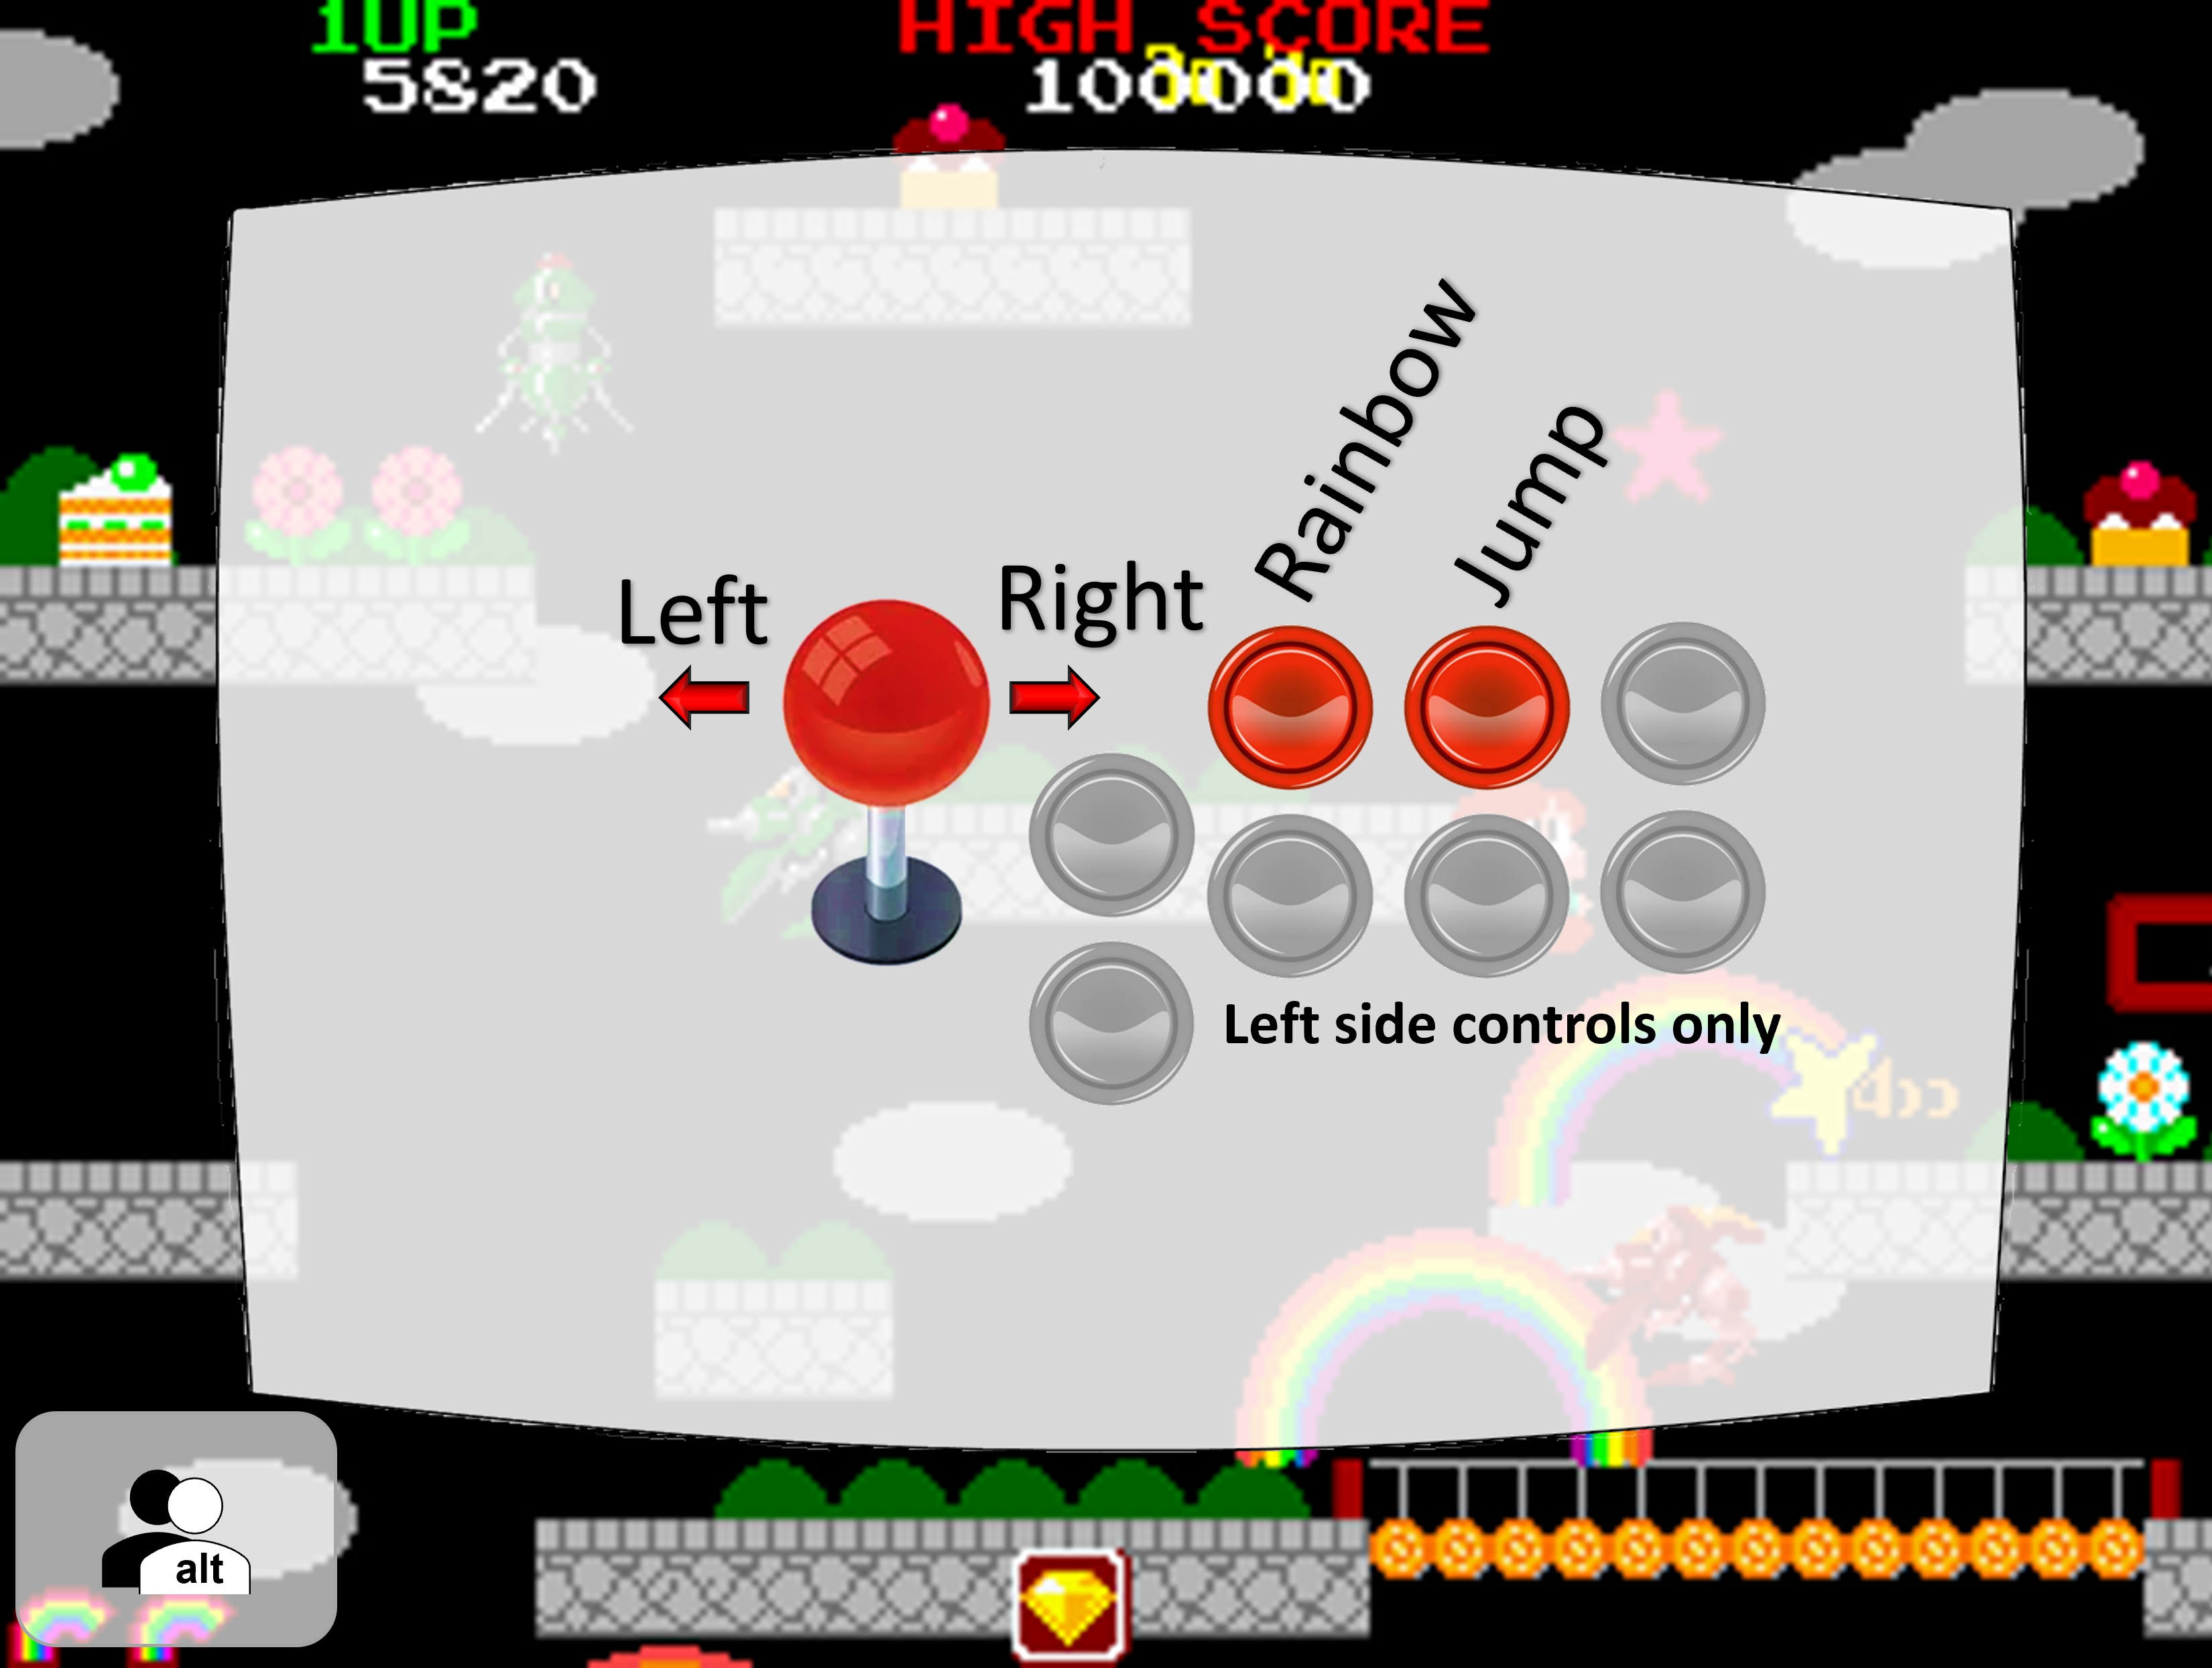 1UP
HIGH SCORE
5820
100000
Rainbow
Jump
Left
Right
Left side controls only
alt